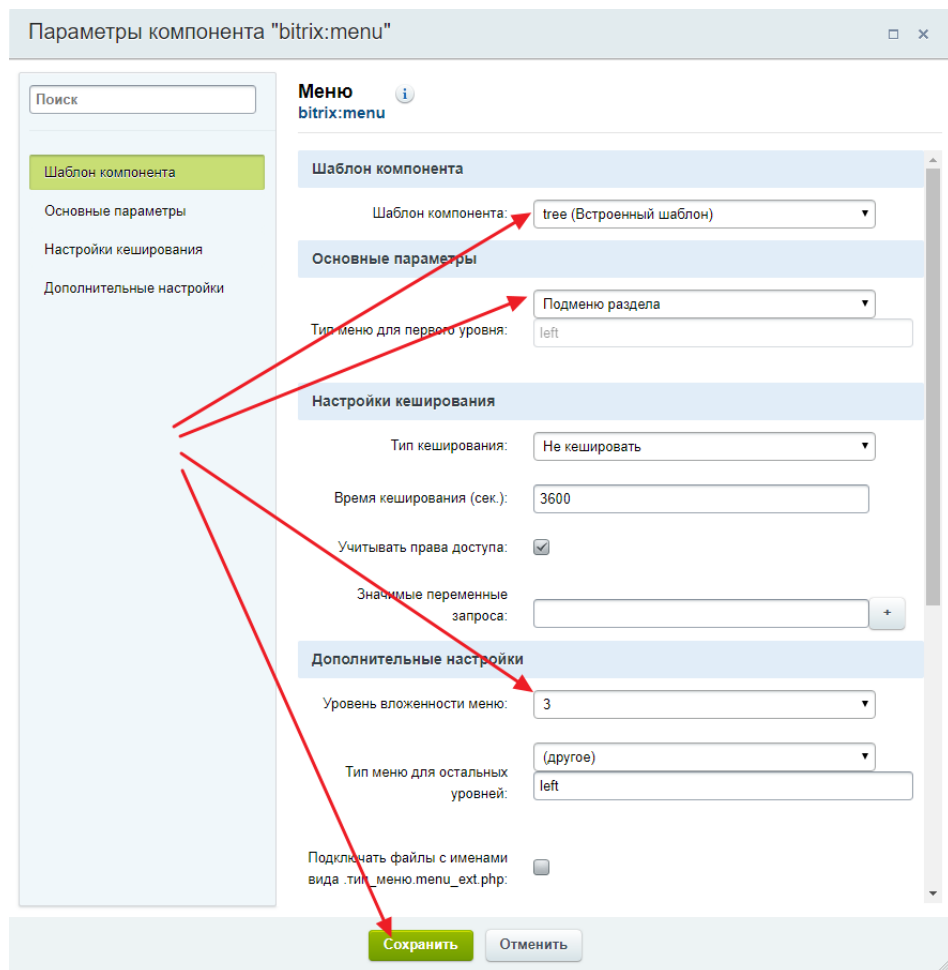 Параметры компонента "bitrix:menu"
Поиск
Шаблон компонента
Основные параметры
Настройки кеширования
Дополнительные настройки
Меню
bitrix:menu
Шаблон компонента
Шаблон компонента:
tree (Встроенный шаблон)
Основные параметры
Подменю раздела
Тип меню для первого уровня:
left
Настройки кеширования
Тип кеширования:
Не кешировать
Время кеширования (сек.):
3600
Учитывать права доступа:
Значимые переменные
запроса:
+
Дополнительные настройки
Уровень вложенности меню:
3
(другое)
Тип меню для остальных
уровней:
left
Подключать файлы с именами
вида .тип_меню.menu_ext.php:
Сохранить
Отменить